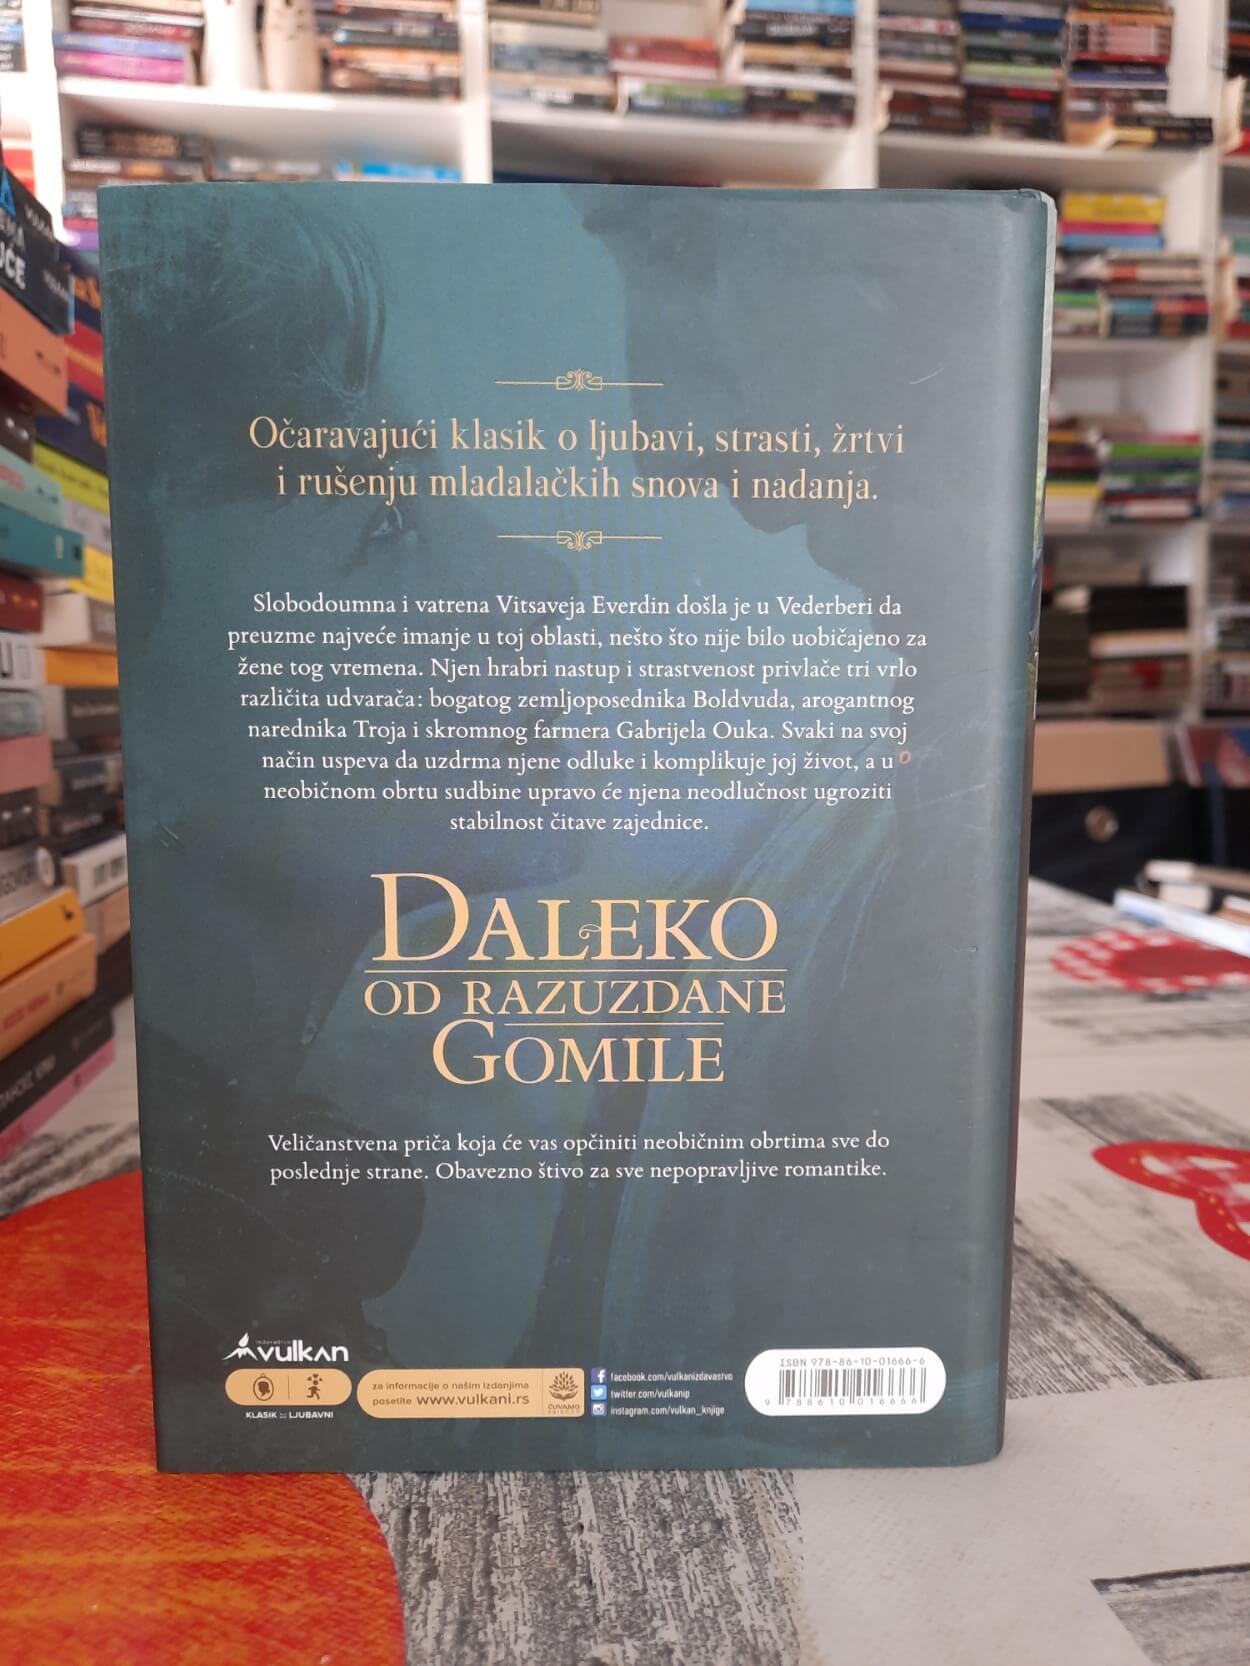 Očaravajući klasik o ljubavi, strasti, žrtvi
i rušenju mladalačkih snova i nadanja.
Slobodoumna i vatrena Vitsaveja Everdin došla je u Vederberi da
preuzme najveće imanje u toj oblasti, nešto što nije bilo uobičajeno za
žene tog vremena. Njen hrabri nastup i strastvenost privlače tri vrlo
različita udvarača: bogatog zemljoposednika Boldvuda, arogantnog
narednika Troja i skromnog farmera Gabrijela Ouka. Svaki na svoj
način uspeva da uzdrma njene odluke i komplikuje joj život, a u
neobičnom obrtu sudbine upravo će njena neodlučnost ugroziti
stabilnost čitave zajednice.
DALEKO
OD RAZUZDANE
GOMILE
Veličanstvena priča koja će vas opčiniti neobičnim obrtima sve do
poslednje strane. Obavezno štivo za sve nepopravljive romantike.
vulkan
KLASIK LJUBAVNI
za informacije o našim izdanjima
posetite www.vulkani.rs
ČUVAMO
PRIRODU
facebook.com/vulkanizdavastvo
twitter.com/vulkanip
instagram.com/vulkan_knjige
ISBN 978-86-10-01666-6
9 788610 016666